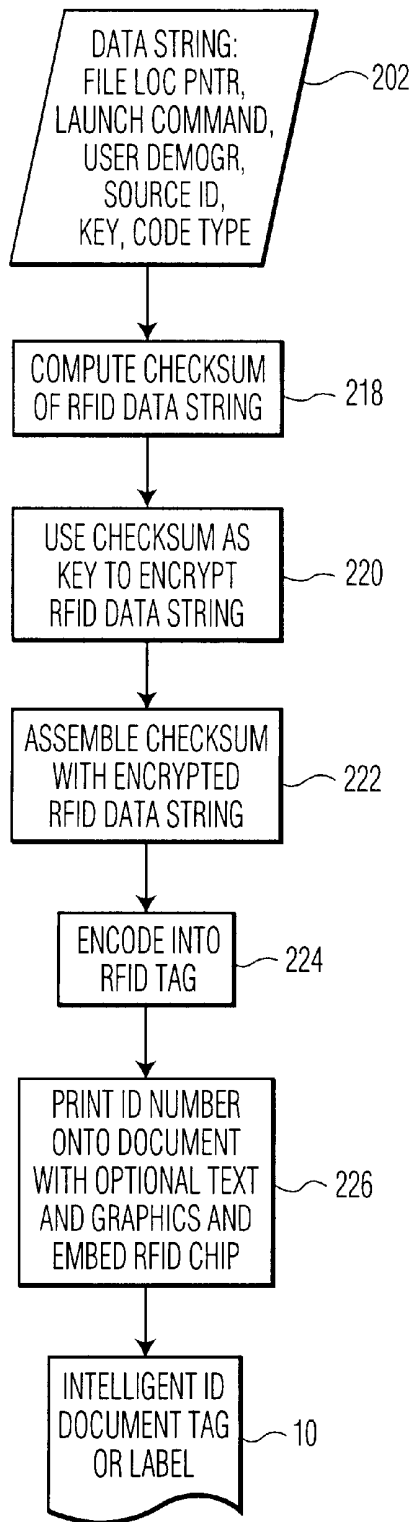 DATA STRING:
FILE LOC PNTR,
LAUNCH COMMAND,
USER DEMOGR,
SOURCE ID,
KEY, CODE TYPE
202
COMPUTE CHECKSUM
OF RFID DATA STRING
218
USE CHECKSUM AS
KEY TO ENCRYPT
RFID DATA STRING
220
ASSEMBLE CHECKSUM
WITH ENCRYPTED
RFID DATA STRING
222
ENCODE INTO
RFID TAG
224
PRINT ID NUMBER
ONTO DOCUMENT
WITH OPTIONAL TEXT
AND GRAPHICS AND
EMBED RFID CHIP
226
INTELLIGENT ID
DOCUMENT TAG
OR LABEL
10